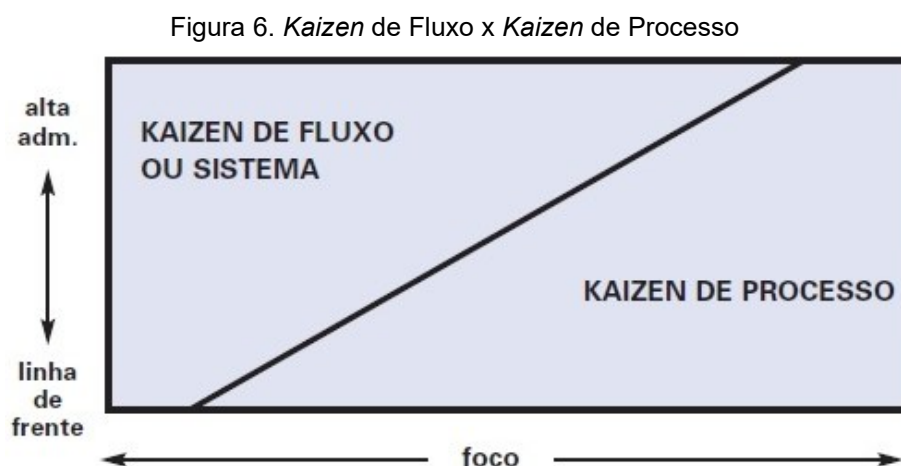 Figura 6. Kaizen de Fluxo x Kaizen de Processo
alta
adm.
KAIZEN DE FLUXO
OU SISTEMA
KAIZEN DE PROCESSO
linha
de
frente
foco